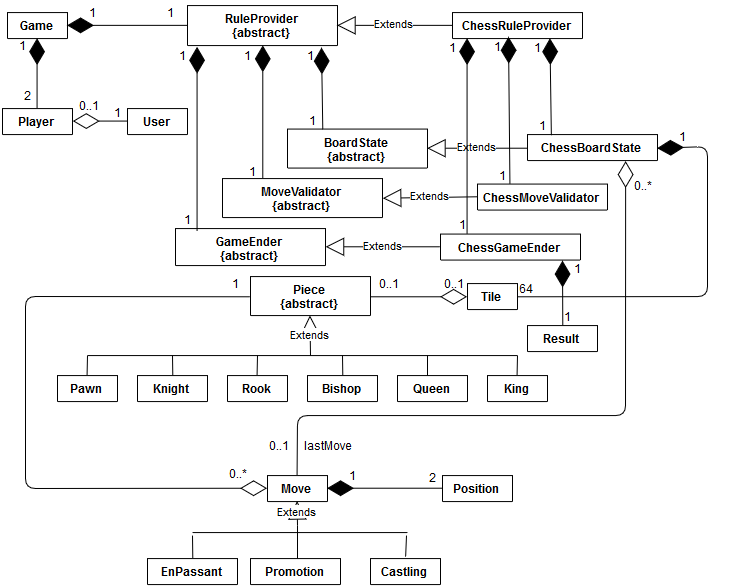 Game
1
1
RuleProvider
{abstract}
Extends
ChessRuleProvider
1
1
1
1
1
1
1
2
0..1
Player
1
User
1
BoardState
{abstract}
Extends
1
ChessBoardState
1
1
MoveValidator
{abstract}
Extends
1
ChessMoveValidator
0..*
1
GameEnder
{abstract}
Extends
1
ChessGameEnder
1
1
Piece
{abstract}
0..1
0..1
Tile
64
1
Result
Extends
Pawn
Knight
Rook
Bishop
Queen
King
0..1
lastMove
0..*
Move
1
2
Position
Extends
EnPassant
Promotion
Castling